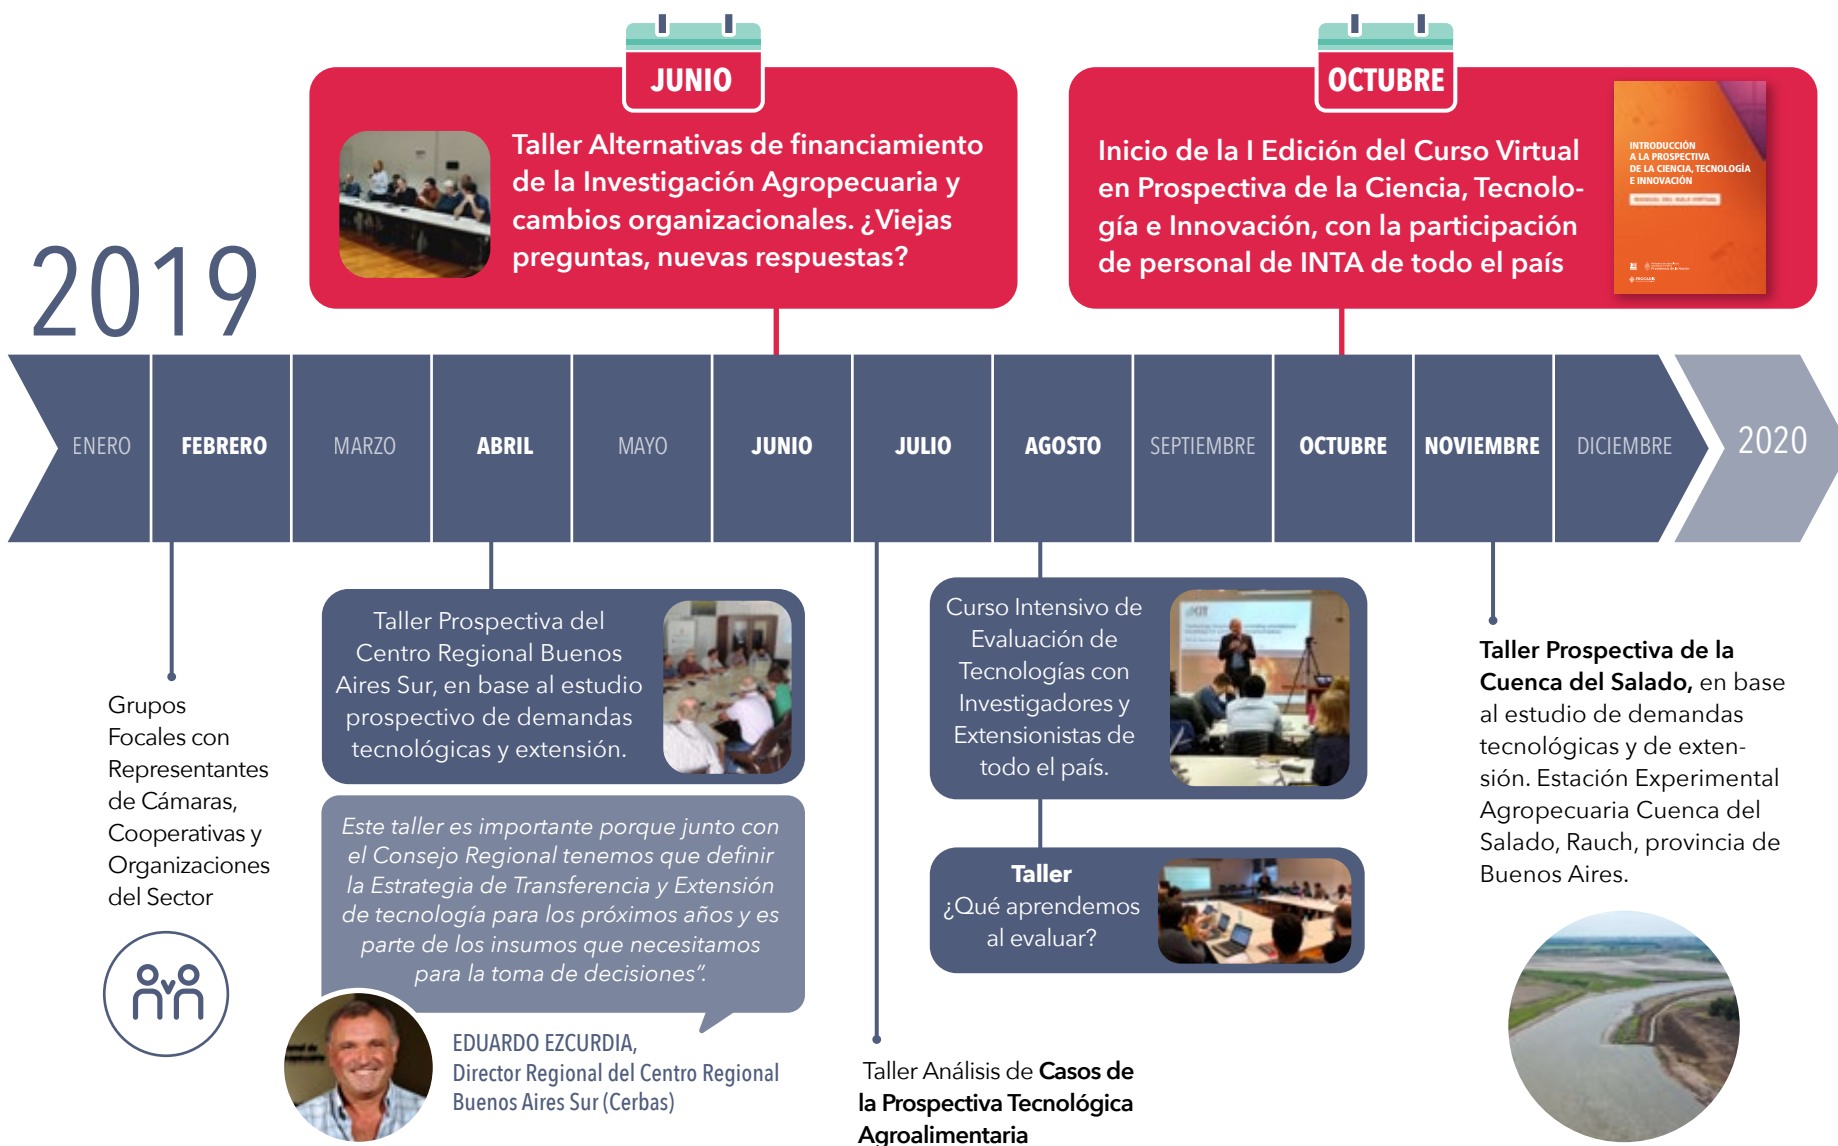 JUNIO
Taller Alternativas de financiamiento
de la Investigación Agropecuaria y
cambios organizacionales. ¿Viejas
preguntas, nuevas respuestas?
OCTUBRE
Inicio de la I Edición del Curso Virtual
en Prospectiva de la Ciencia, Tecnolo-
gía e Innovación, con la participación
de personal de INTA de todo el país
INTRODUCCIÓN
A LA PROSPECTIVA
DE LA CIENCIA, TECNOLOGÍA
E INNOVACIÓN
2019
ENERO
FEBRERO
MARZO
ABRIL
MAYO
JUNIO
JULIO
AGOSTO
SEPTIEMBRE
OCTUBRE
NOVIEMBRE
DICIEMBRE
2020
Grupos
Focales con
Representantes
de Cámaras,
Cooperativas y
Organizaciones
del Sector
Taller Prospectiva del
Centro Regional Buenos
Aires Sur, en base al estudio
prospectivo de demandas
tecnológicas y extensión.
Este taller es importante porque junto con
el Consejo Regional tenemos que definir
la Estrategia de Transferencia y Extensión
de tecnología para los próximos años y es
parte de los insumos que necesitamos
para la toma de decisiones”.
EDUARDO EZCURDIA,
Director Regional del Centro Regional
Buenos Aires Sur (Cerbas)
Taller Análisis de Casos de
la Prospectiva Tecnológica
Agroalimentaria
Curso Intensivo de
Evaluación de
Tecnologías con
Investigadores y
Extensionistas de
todo el país.
Taller
¿Qué aprendemos
al evaluar?
Taller Prospectiva de la
Cuenca del Salado, en base
al estudio de demandas
tecnológicas y de exten-
sión. Estación Experimental
Agropecuaria Cuenca del
Salado, Rauch, provincia de
Buenos Aires.